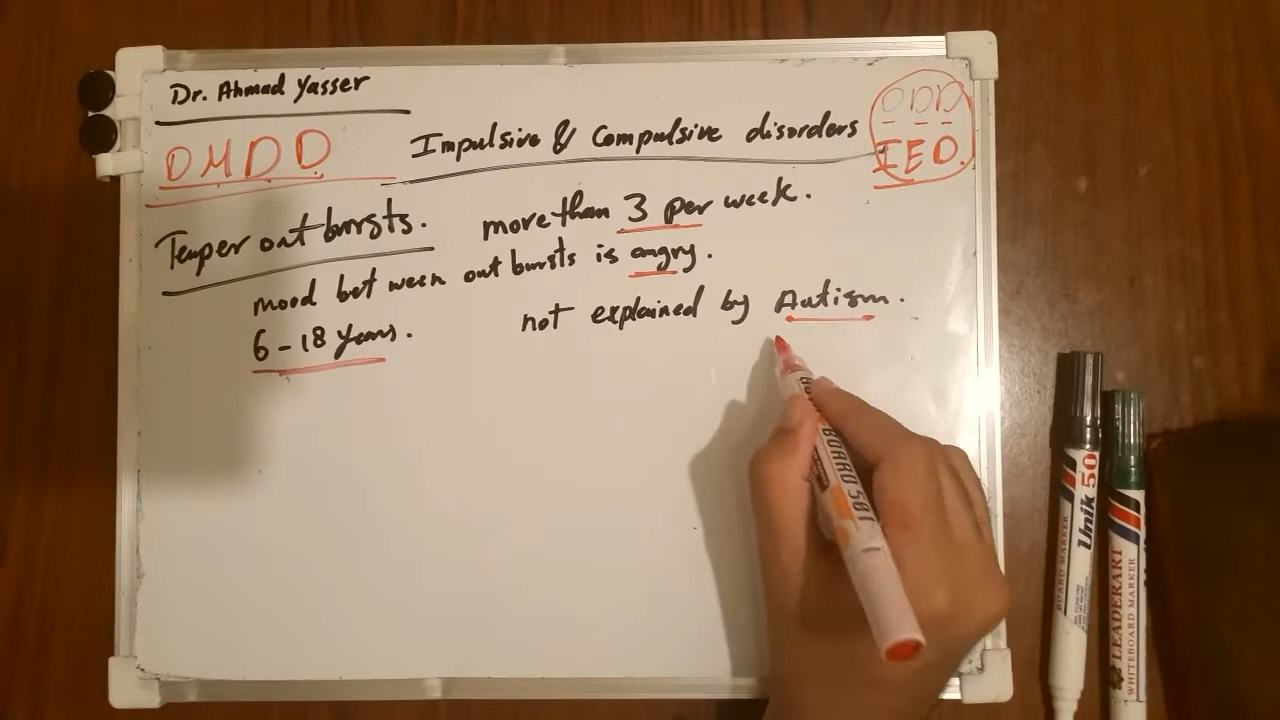 Dr. Ahmad Yasser
ODD
DMDD
Impulsive & Compulsive disorders
IED.
Temper outbursts.
more than 3 per week.
mood between outbursts is angry.
6-18 years.
not explained by Autism.
BOARD 501
Unik 50
BOARD MARKER
LEADERART
WHITEBOARD MARKER